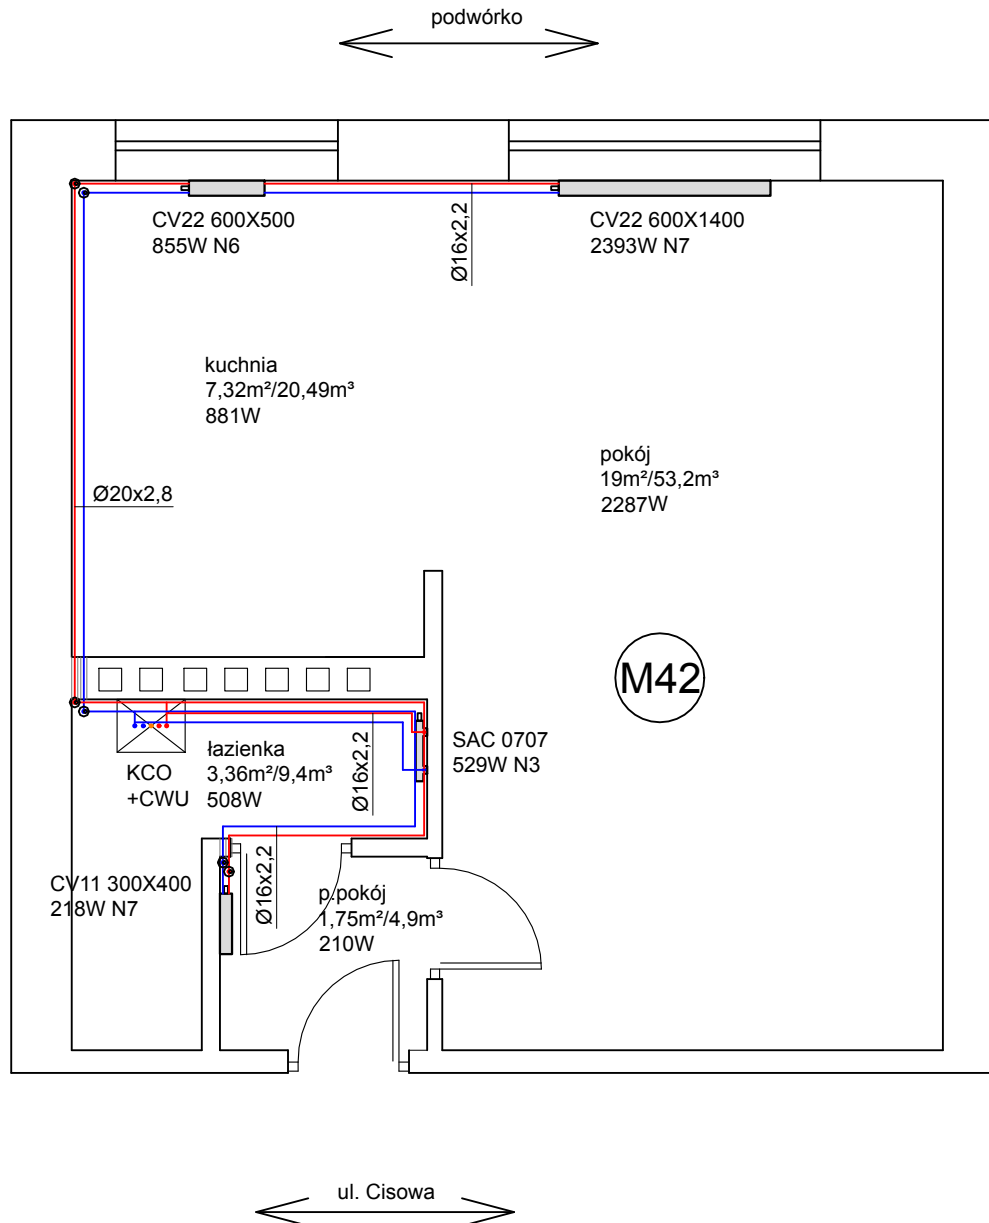 podwórko
CV22 600X500
855W N6
Ø16x2,2
CV22 600X1400
2393W N7
kuchnia
7,32m²/20,49m³
881W
pokój
19m²/53,2m³
2287W
Ø20x2,8
M42
KCO
+CWU
łazienka
3,36m²/9,4m³
508W
Ø16x2,2
SAC 0707
529W N3
CV11 300X400
218W N7
Ø16x2,2
p.pokój
1,75m²/4,9m³
210W
ul. Cisowa